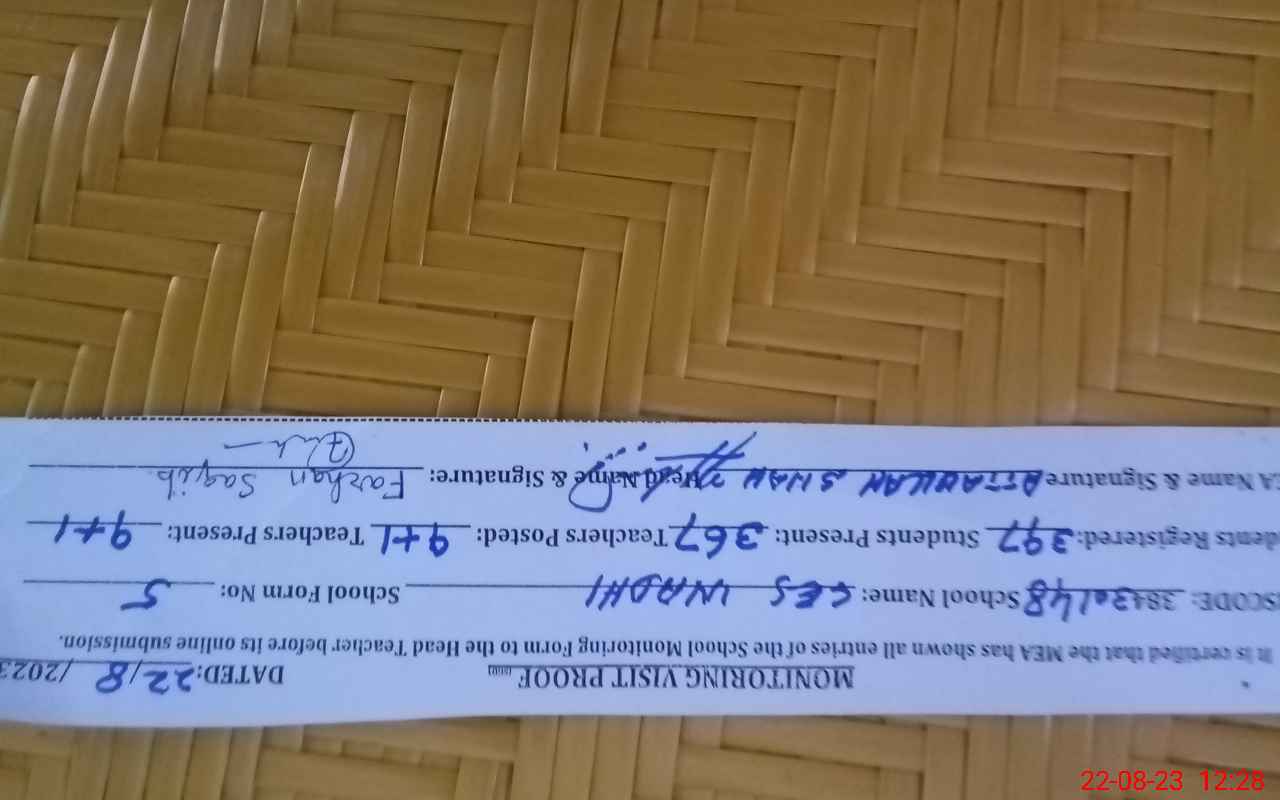 MONITORING VISIT PROOF DATED: 22/8/2023
It is certified that the MEA has shown all entries of the School Monitoring Form to the Head Teacher before its online submission.
SCODE: 38430148 School Name: GES WADHI School Form No: 5
dents Registered: 397 Students Present: 367 Teachers Posted: 9+1 Teachers Present: 9+1
EA Name & Signature ATTAULLAH SHAH Head Name & Signature: Farhan Saqib
22-08-23 12:28